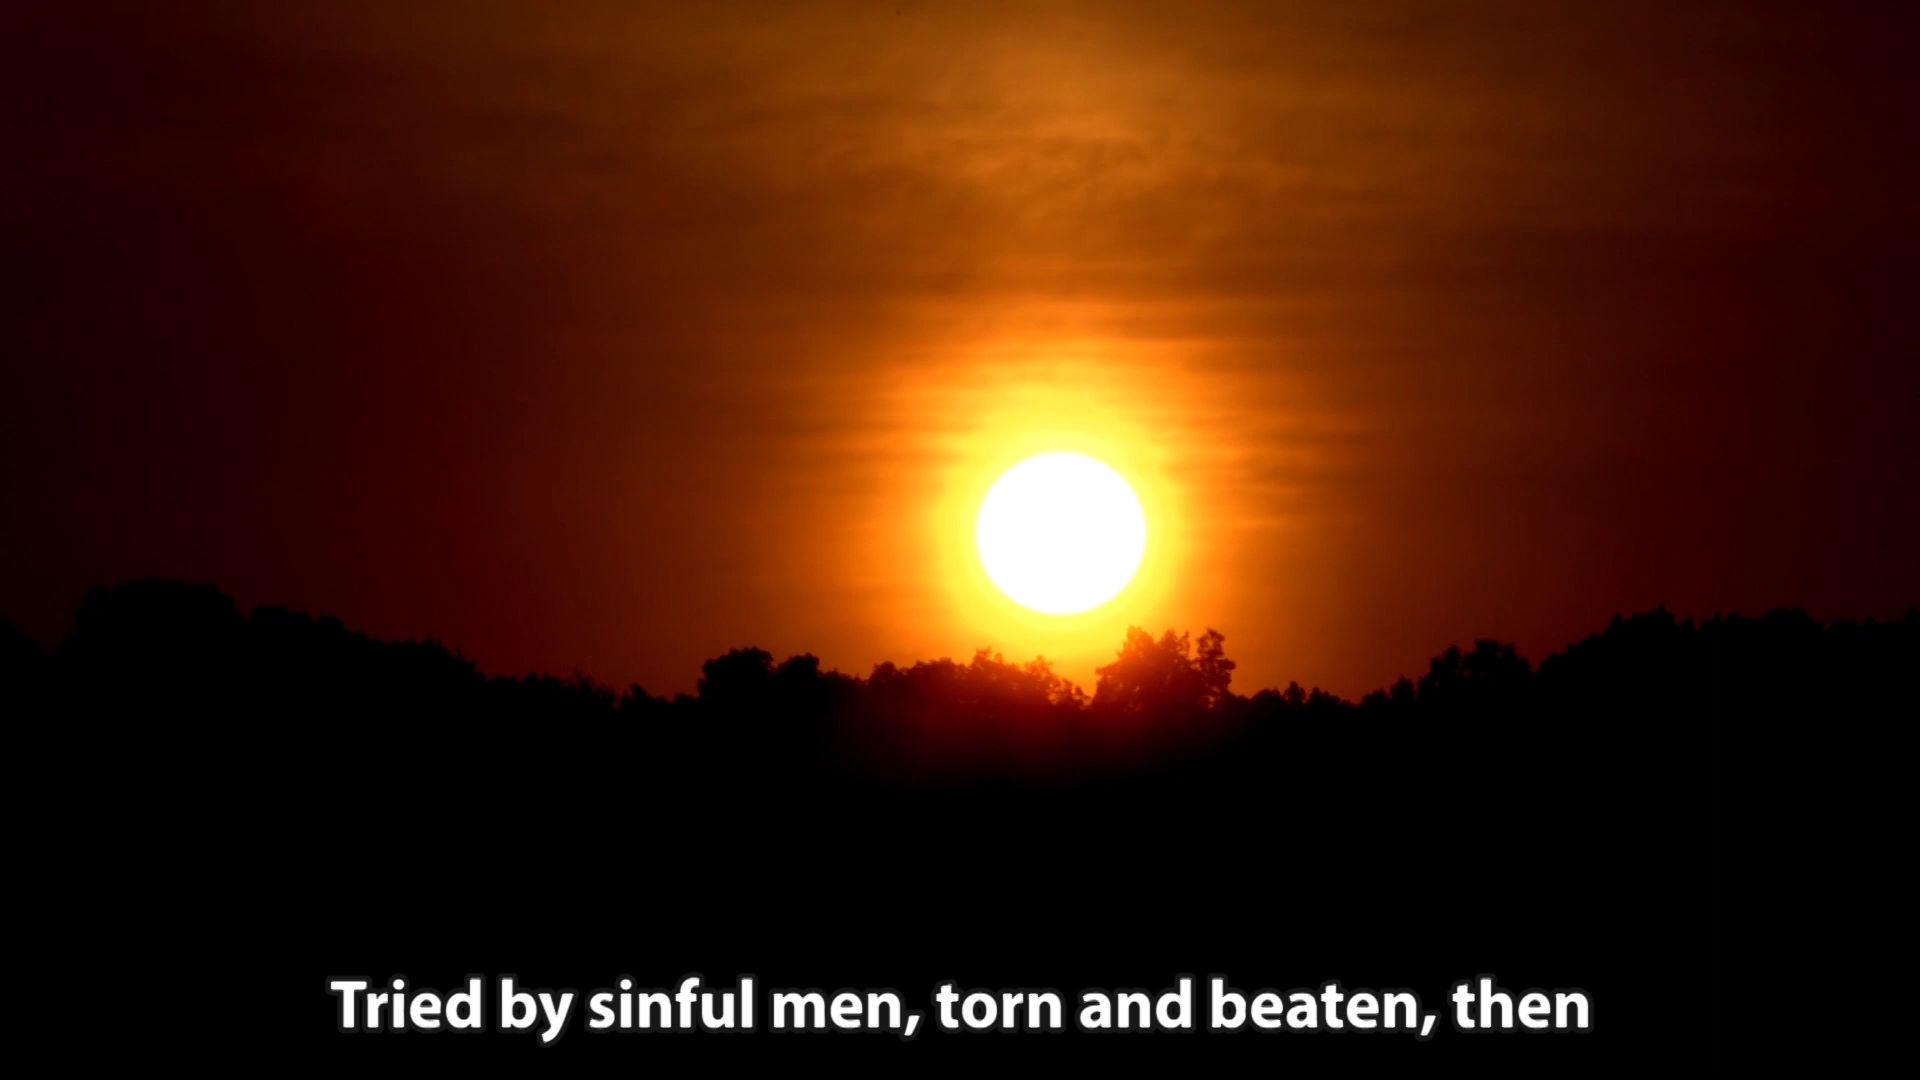 Tried by sinful men, torn and beaten, then